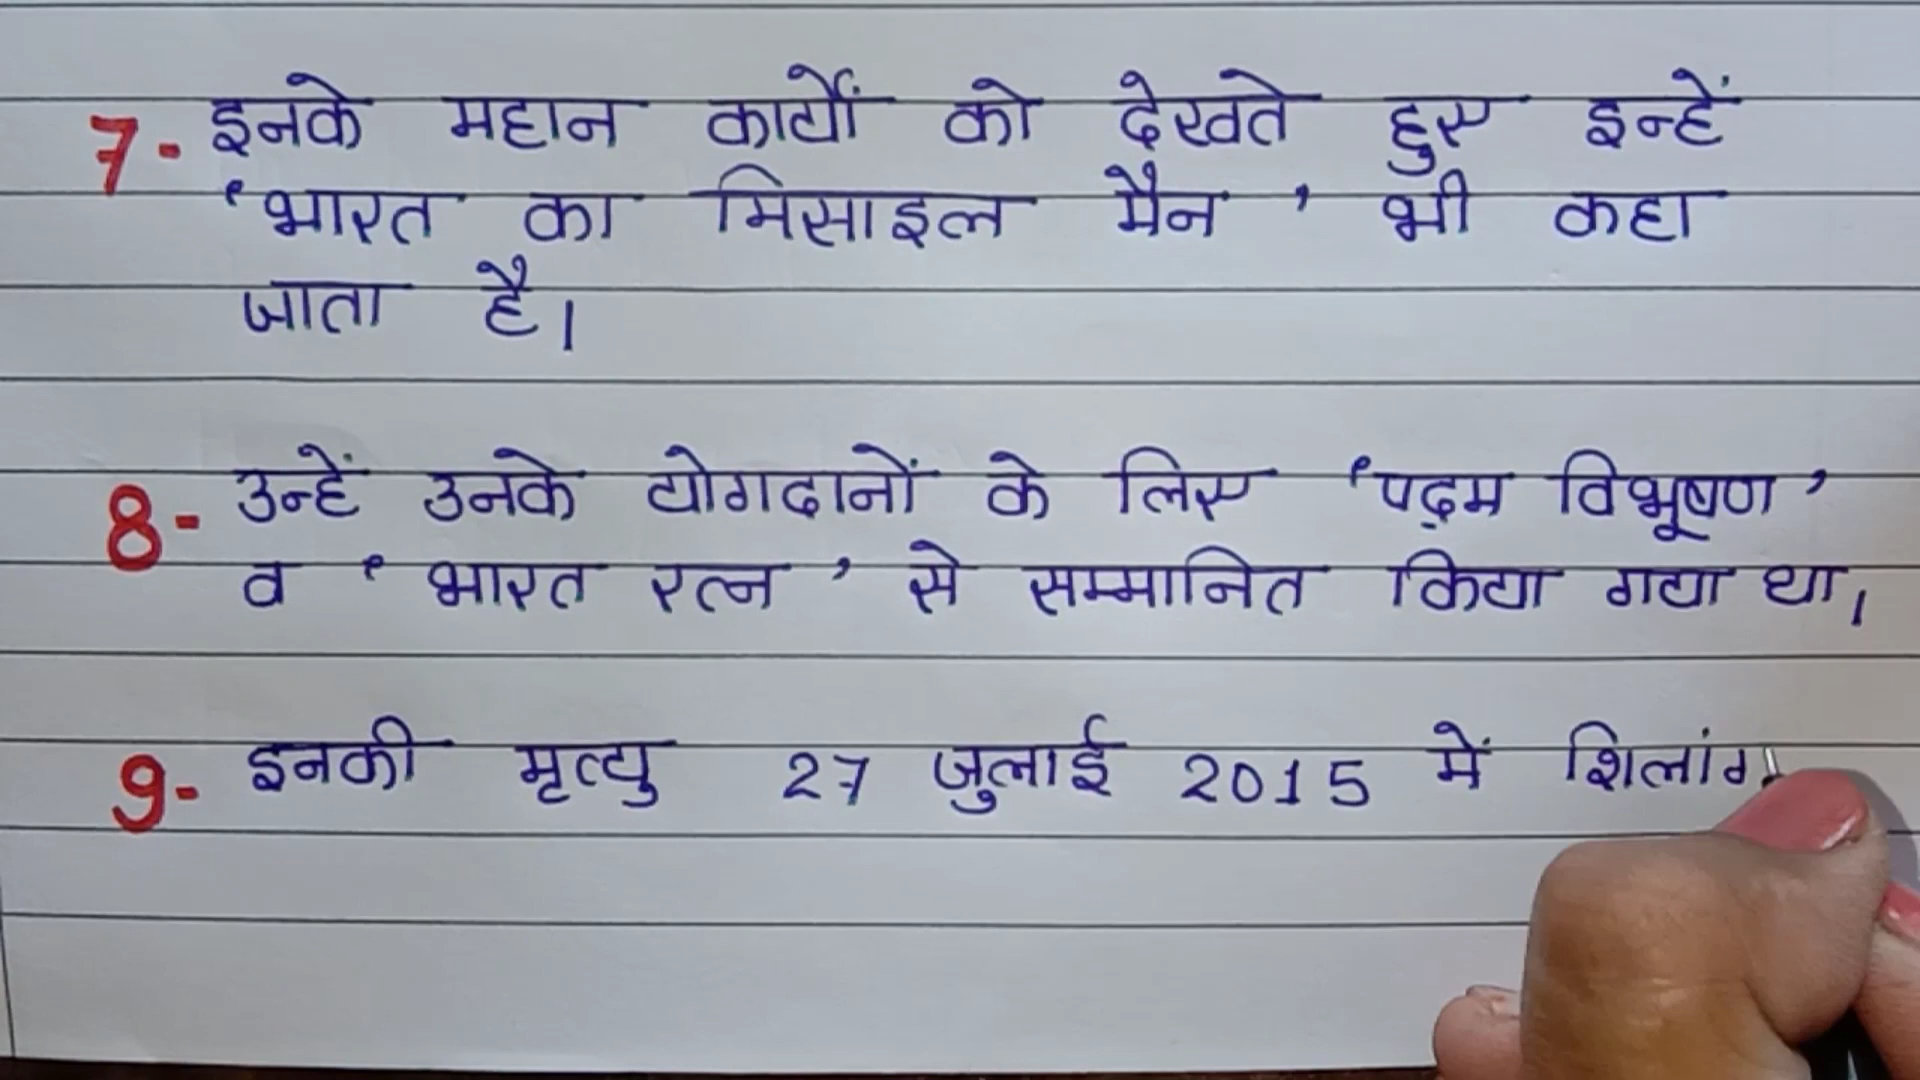 7- इनके महान कार्यों को देखते हुए इन्हें
'भारत का मिसाइल मैन' भी कहा
जाता है।
8- उन्हें उनके योगदानों के लिए 'पद्म विभूषण'
व 'भारत रत्न' से सम्मानित किया गया था।
9- इनकी मृत्यु 27 जुलाई 2015 में शिलांग